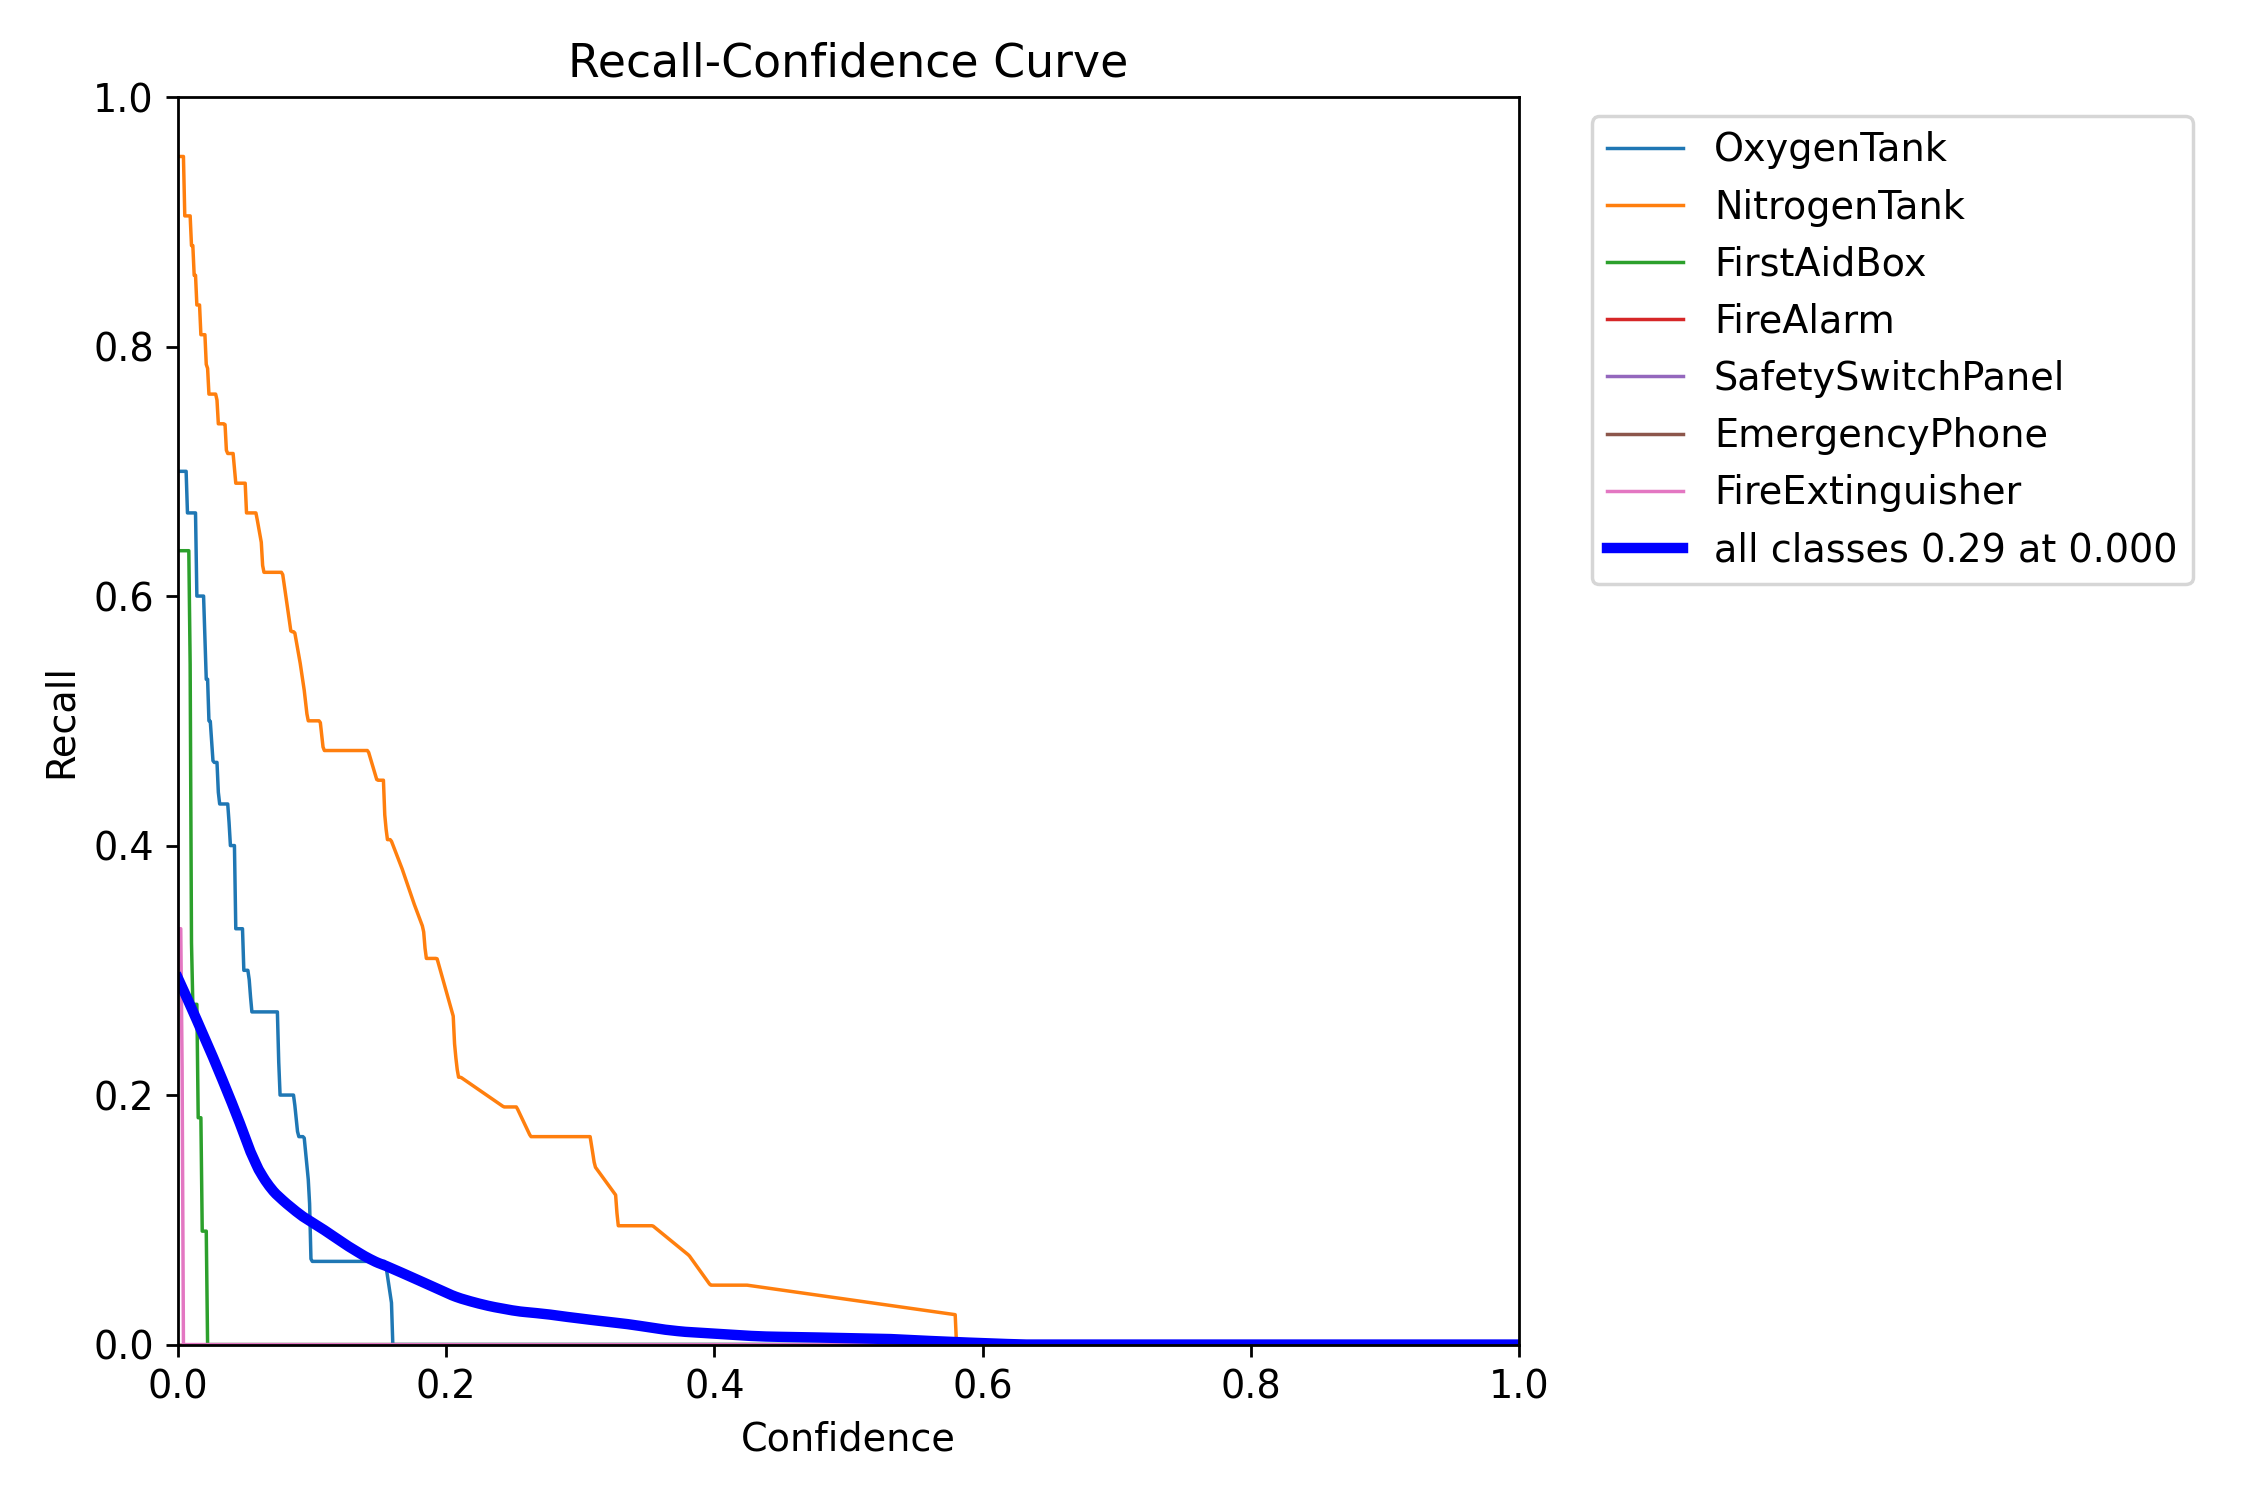 Recall-Confidence Curve
1.0
0.8
0.6
0.4
0.2
0.0
Recall
0.0 0.2 0.4 0.6 0.8 1.0
Confidence
OxygenTank
NitrogenTank
FirstAidBox
FireAlarm
SafetySwitchPanel
EmergencyPhone
FireExtinguisher
all classes 0.29 at 0.000